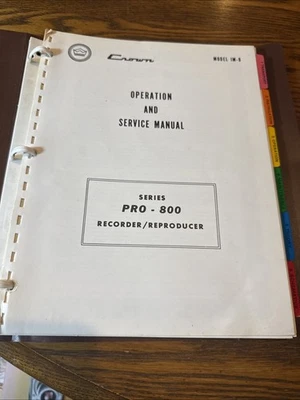 Crown MODEL IM-8
OPERATION
AND
SERVICE MANUAL
SERIES
PRO - 800
RECORDER/REPRODUCER